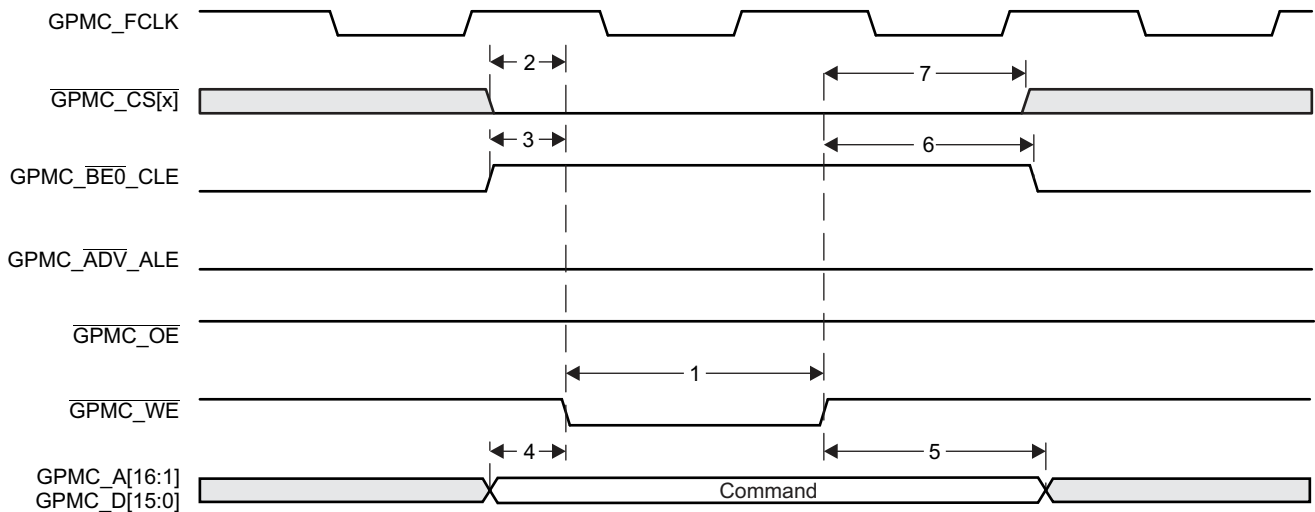 GPMC_FCLK
2
7
GPMC_CS[x]
3
6
GPMC_BE0_CLE
GPMC_ADV_ALE
GPMC_OE
1
GPMC_WE
4
5
GPMC_A[16:1]
GPMC_D[15:0]
Command